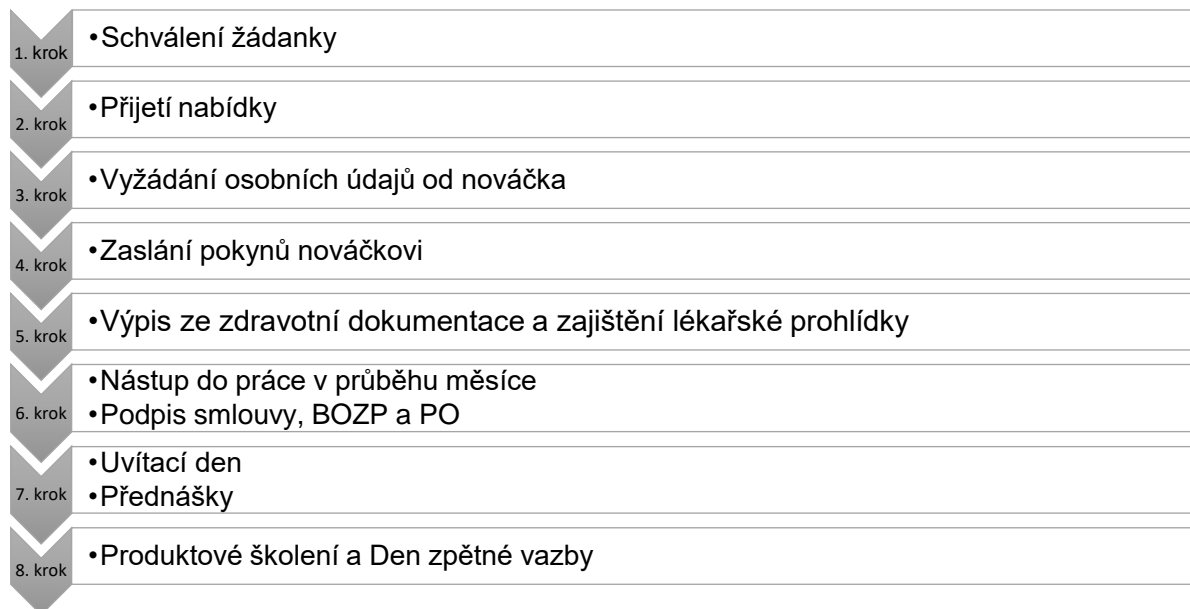 1. krok
•Schválení žádanky
2. krok
•Přijetí nabídky
3. krok
•Vyžádání osobních údajů od nováčka
4. krok
•Zaslání pokynů nováčkovi
5. krok
•Výpis ze zdravotní dokumentace a zajištění lékařské prohlídky
6. krok
•Nástup do práce v průběhu měsíce
•Podpis smlouvy, BOZP a PO
7. krok
•Uvítací den
•Přednášky
8. krok
•Produktové školení a Den zpětné vazby